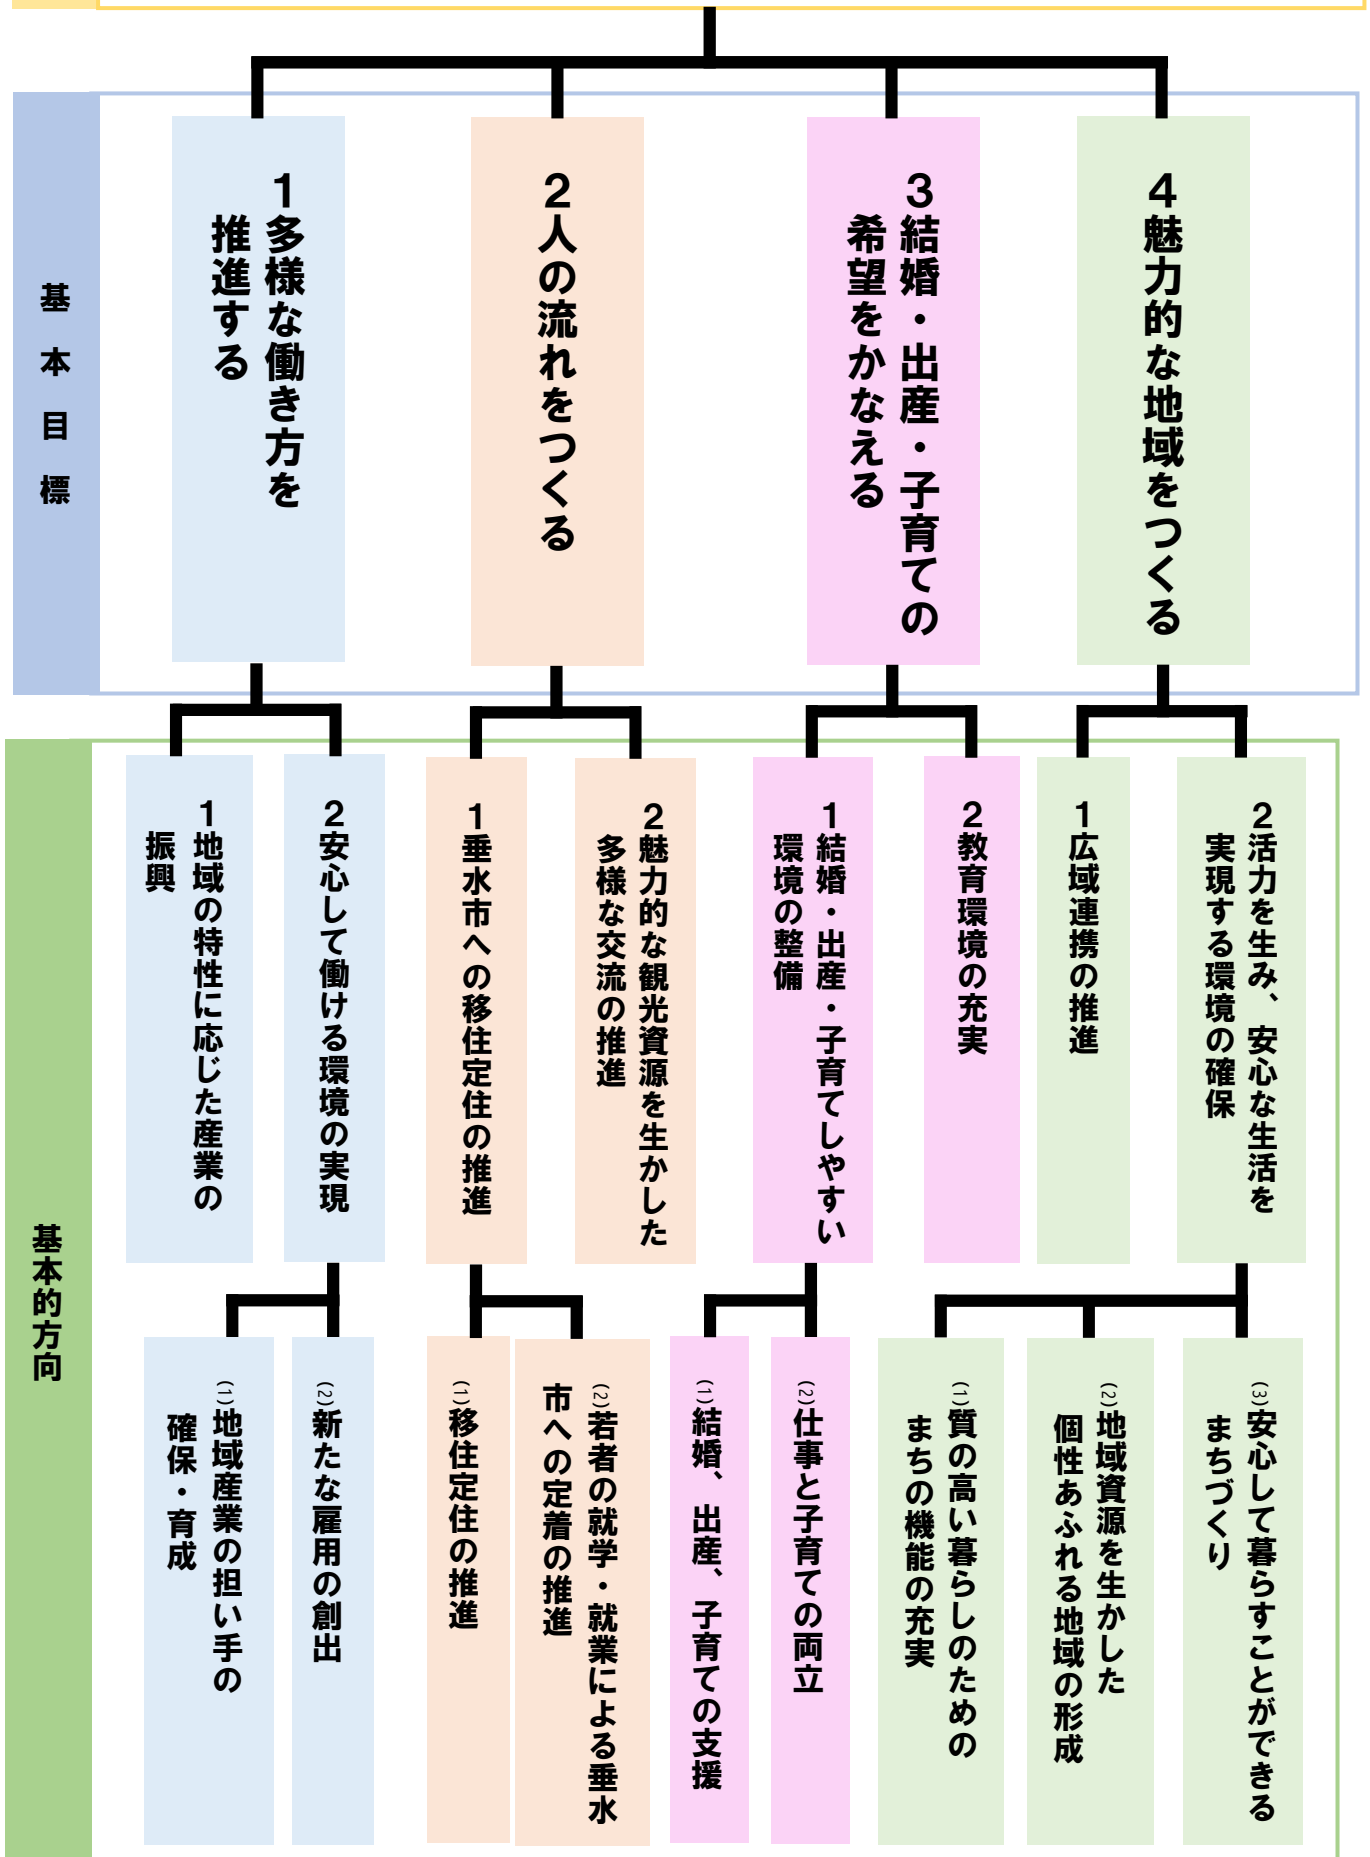 基本目標
1多様な働き方を
推進する
2人の流れをつくる
3結婚・出産・子育ての
希望をかなえる
4魅力的な地域をつくる
基本的方向
1地域の特性に応じた産業の
振興
2安心して働ける環境の実現
1垂水市への移住定住の推進
2魅力的な観光資源を生かした
多様な交流の推進
1結婚・出産・子育てしやすい
環境の整備
2教育環境の充実
1広域連携の推進
2活力を生み、安心な生活を
実現する環境の確保
(1)地域産業の担い手の
確保・育成
(2)新たな雇用の創出
(1)移住定住の推進
(2)若者の就学・就業による垂水
市への定着の推進
(1)結婚、出産、子育ての支援
(2)仕事と子育ての両立
(1)質の高い暮らしのための
まちの機能の充実
(2)地域資源を生かした
個性あふれる地域の形成
(3)安心して暮らすことができる
まちづくり